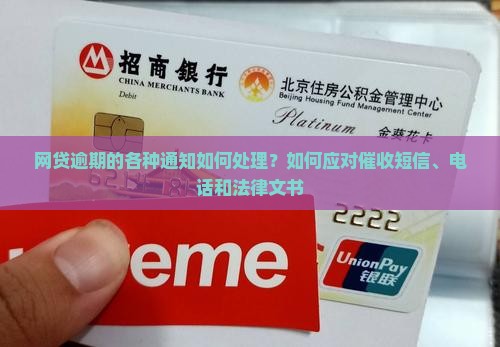 招商银行
CHINA MERCHANTS BANK
Debit
北京住房公积金管理中心
Beijing Housing Fund Management Center
Platinum
金葵花卡
网贷逾期的各种通知如何处理？如何应对催收短信、电
话和法律文书
2222
eme
UnionPay
银联